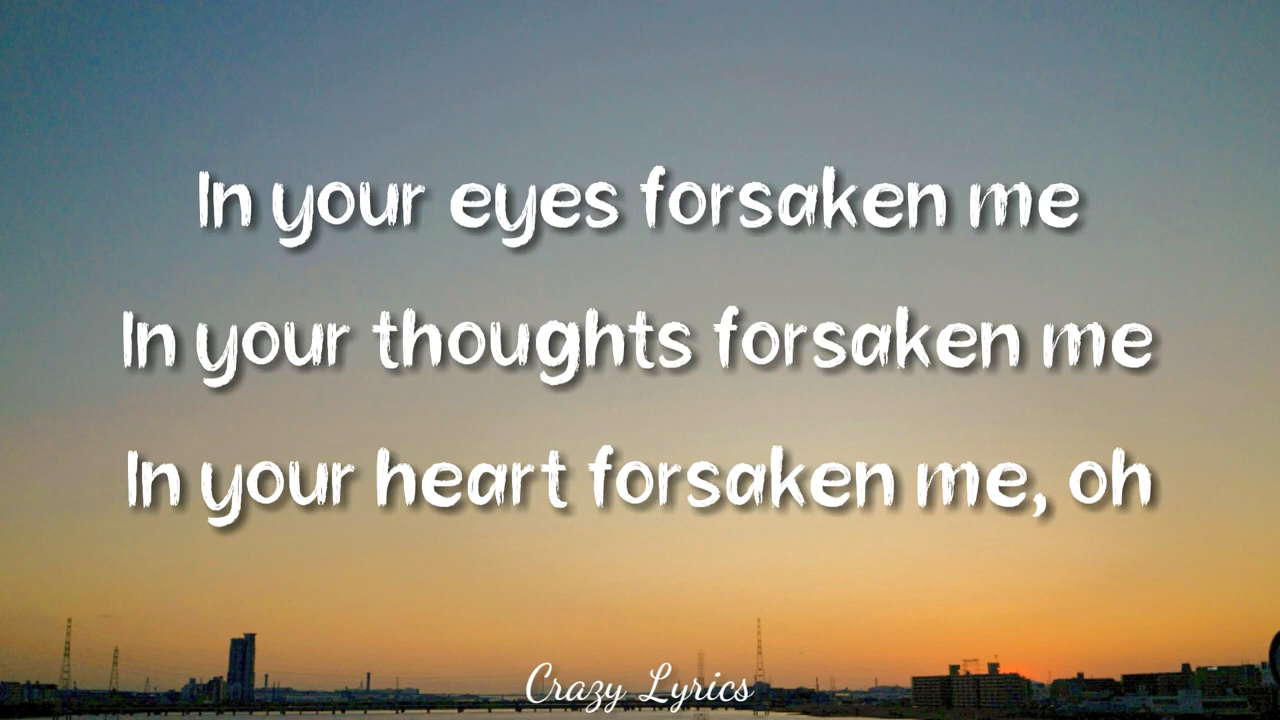 In your eyes forsaken me
In your thoughts forsaken me
In your heart forsaken me, oh
Crazy Lyrics